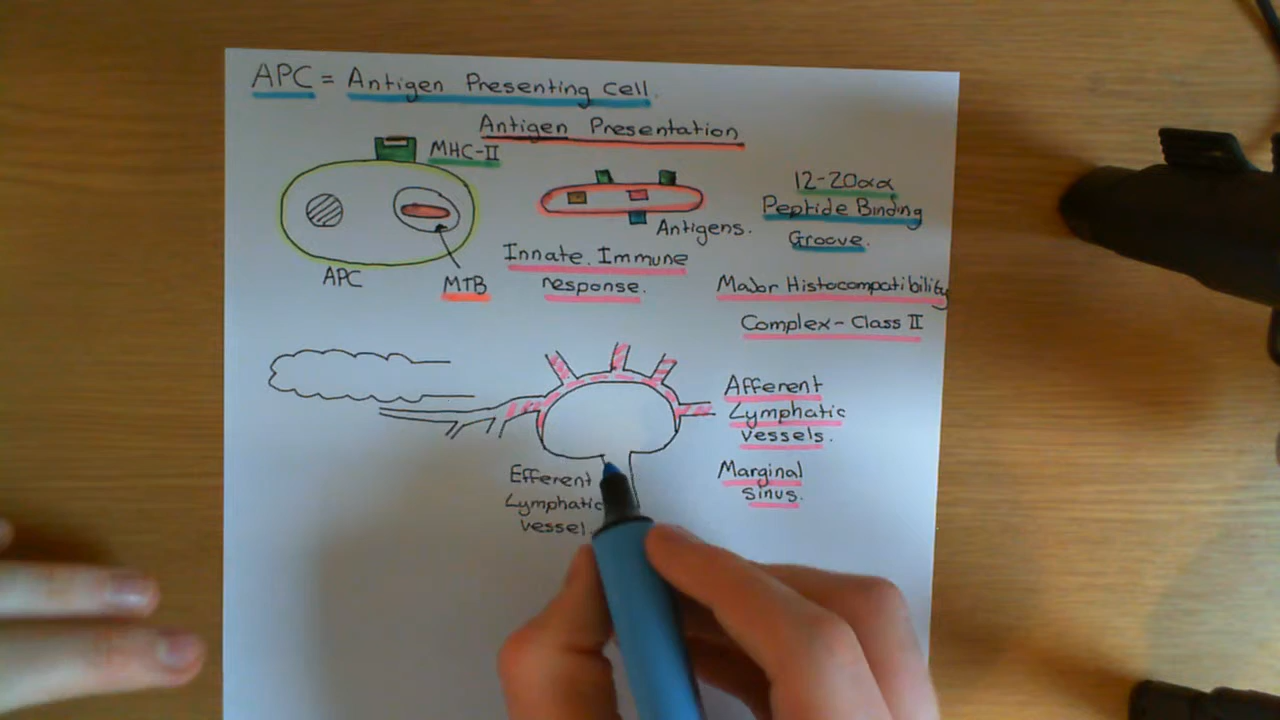 APC = Antigen Presenting Cell.
Antigen Presentation
MHC-II
12-20αα
Peptide Binding
Groove.
Antigens.
APC
MTB
Innate Immune
response.
Major Histocompatibility
Complex - Class II
Afferent
Lymphatic
vessels.
Marginal
sinus.
Efferent
Lymphatic
vessel.